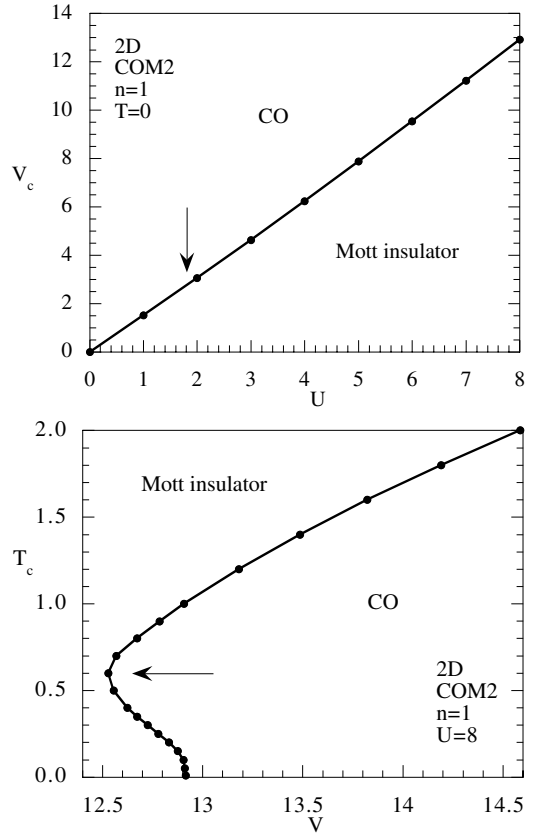 14
12
10
8
6
4
2
0
V_c
2D
COM2
n=1
T=0
CO
Mott insulator
0 1 2 3 4 5 6 7 8
U
2.0
1.5
1.0
0.5
0.0
T_c
Mott insulator
CO
2D
COM2
n=1
U=8
12.5 13 13.5 14 14.5
V